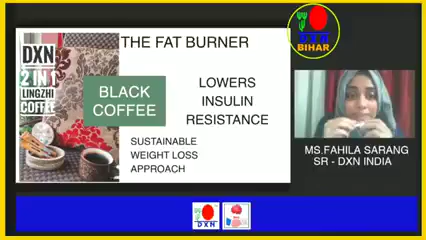 DXN
2 IN 1
LINGZHI
COFFEE
THE FAT BURNER
BLACK
COFFEE
LOWERS
INSULIN
RESISTANCE
SUSTAINABLE
WEIGHT LOSS
APPROACH
DXN
BIHAR
MS.FAHILA SARANG
SR - DXN INDIA
DXN